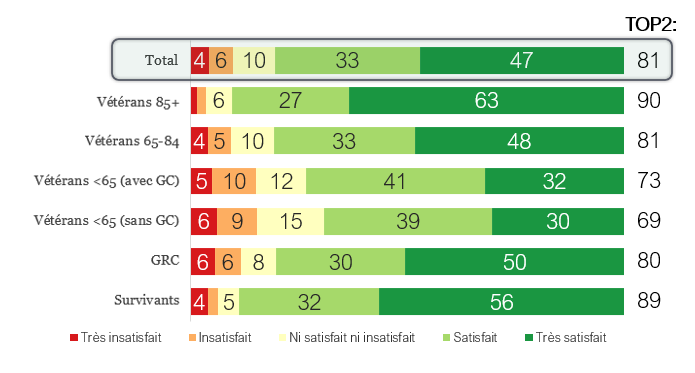 TOP2:
Total 4 6 10 33 47 81
Vétérans 85+ 6 27 63 90
Vétérans 65-84 4 5 10 33 48 81
Vétérans <65 (avec GC) 5 10 12 41 32 73
Vétérans <65 (sans GC) 6 9 15 39 30 69
GRC 6 6 8 30 50 80
Survivants 4 5 32 56 89
Très insatisfait Insatisfait Ni satisfait ni insatisfait Satisfait Très satisfait